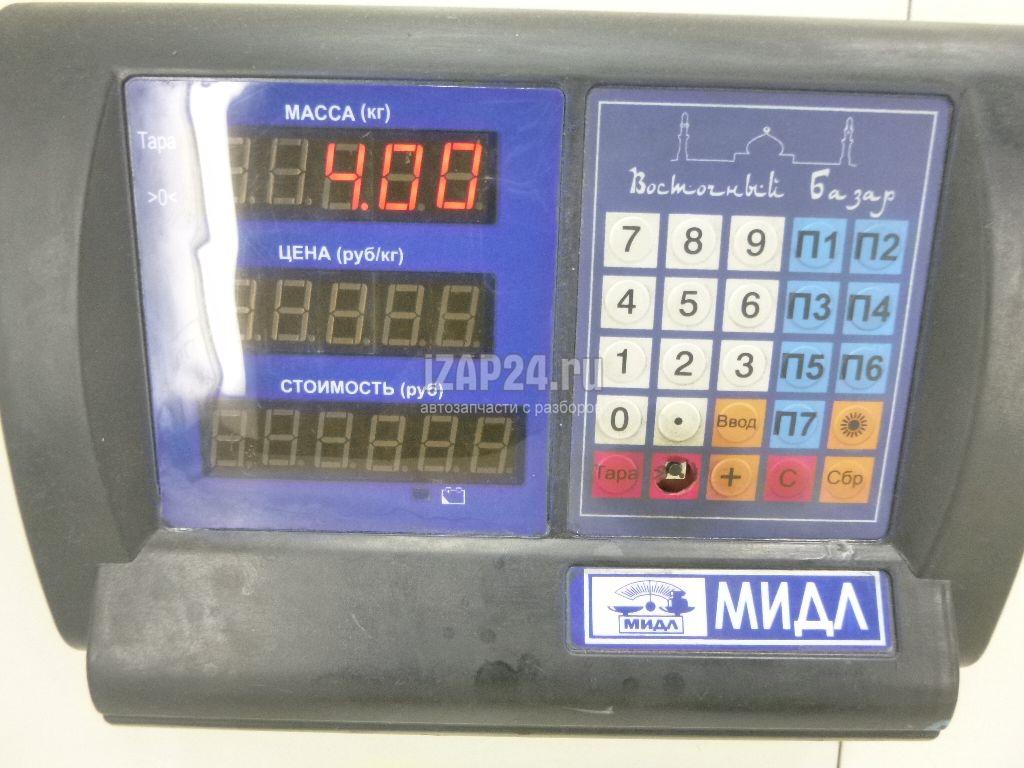 МАССА (кг)
Тара
4.00
>0<
ЦЕНА (руб/кг)
СТОИМОСТЬ (руб)
Восточный Базар
7 8 9 П1 П2
4 5 6 П3 П4
1 2 3 П5 П6
0 . Ввод П7
Тара + С Сбр
iZAP24.ru
автозапчасти с разборов
МИДЛ
МИДЛ